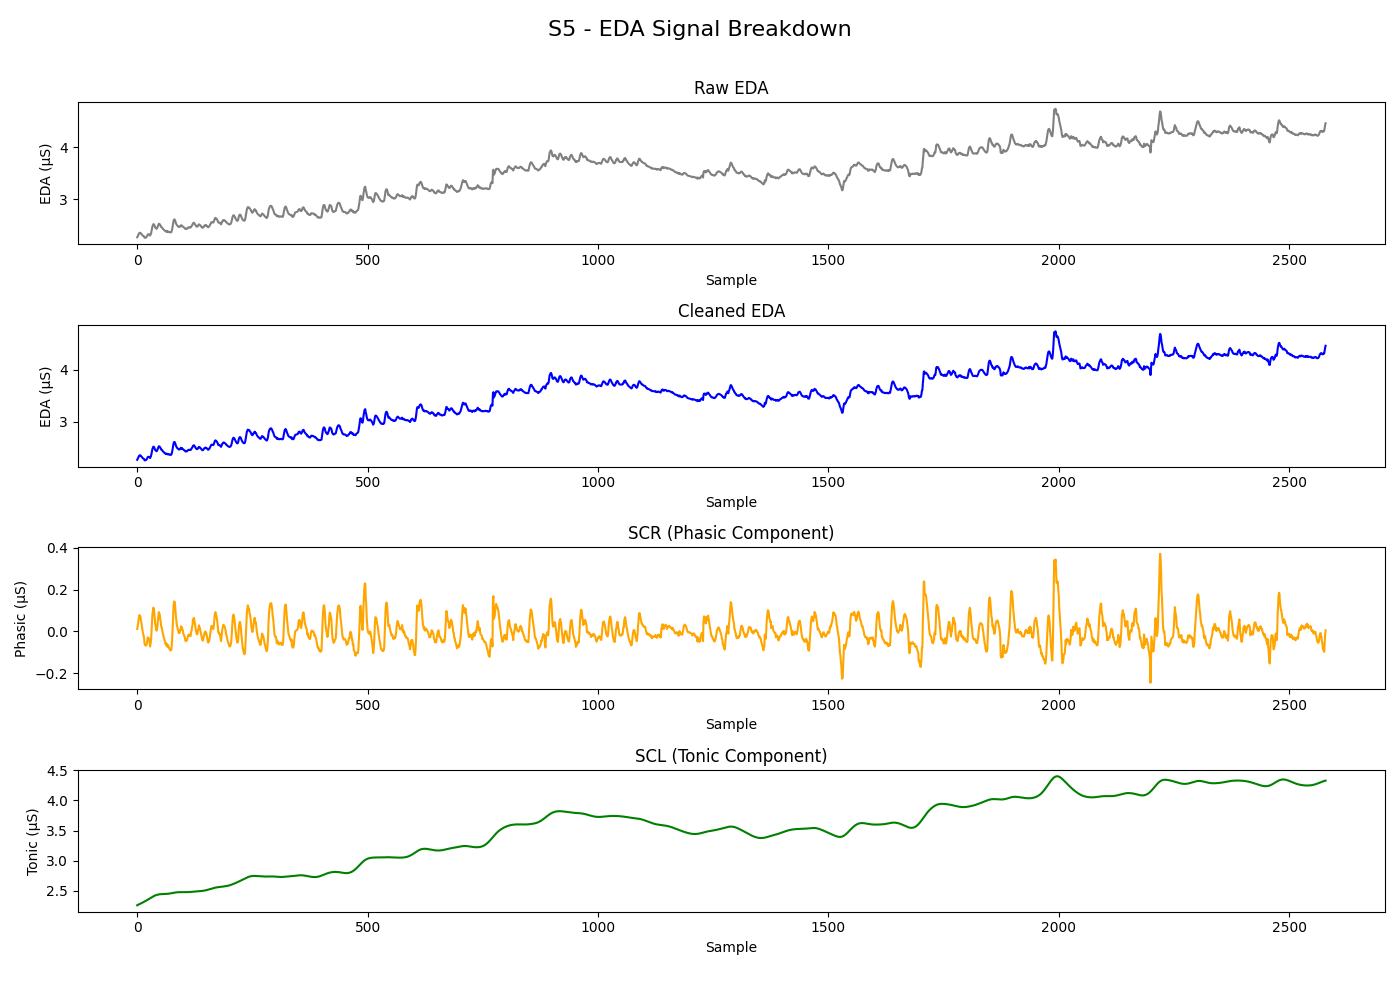 S5 - EDA Signal Breakdown
Raw EDA
EDA (µS)
4
3
0 500 1000 1500 2000 2500
Sample
Cleaned EDA
EDA (µS)
4
3
0 500 1000 1500 2000 2500
Sample
SCR (Phasic Component)
Phasic (µS)
0.4
0.2
0.0
−0.2
0 500 1000 1500 2000 2500
Sample
SCL (Tonic Component)
Tonic (µS)
4.5
4.0
3.5
3.0
2.5
0 500 1000 1500 2000 2500
Sample